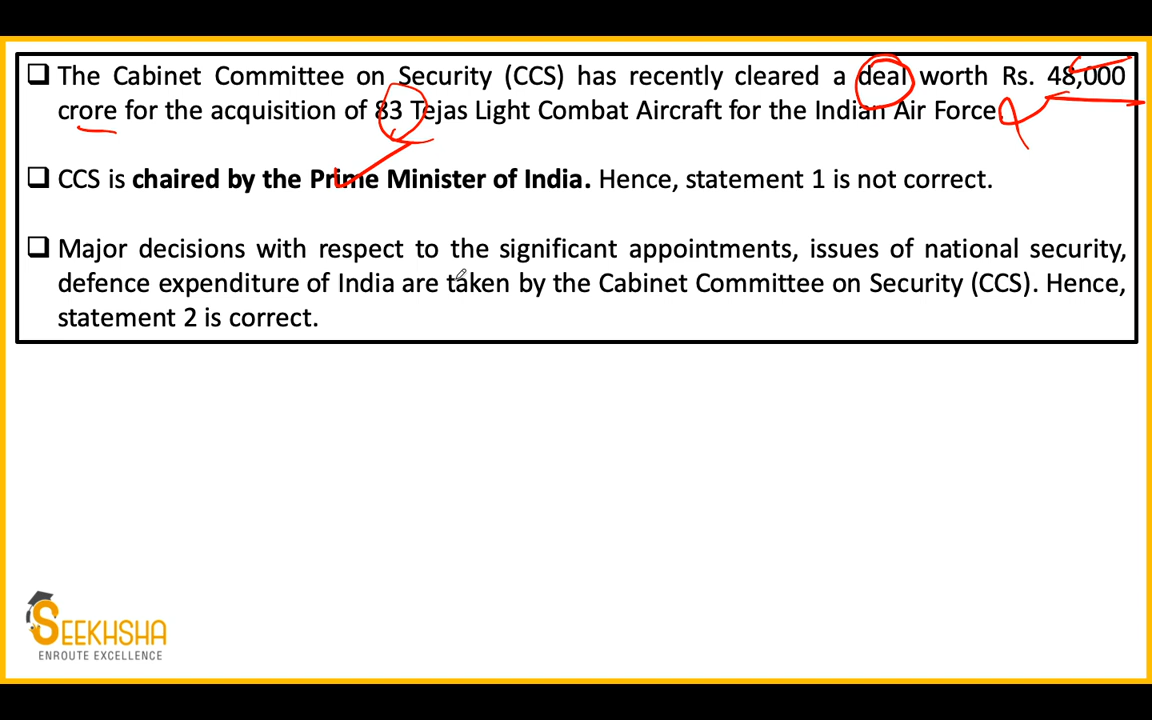 ❑ The Cabinet Committee on Security (CCS) has recently cleared a deal worth Rs. 48,000
crore for the acquisition of 83 Tejas Light Combat Aircraft for the Indian Air Force.
❑ CCS is chaired by the Prime Minister of India. Hence, statement 1 is not correct.
❑ Major decisions with respect to the significant appointments, issues of national security,
defence expenditure of India are taken by the Cabinet Committee on Security (CCS). Hence,
statement 2 is correct.
SEEKHSHA
ENROUTE EXCELLENCE